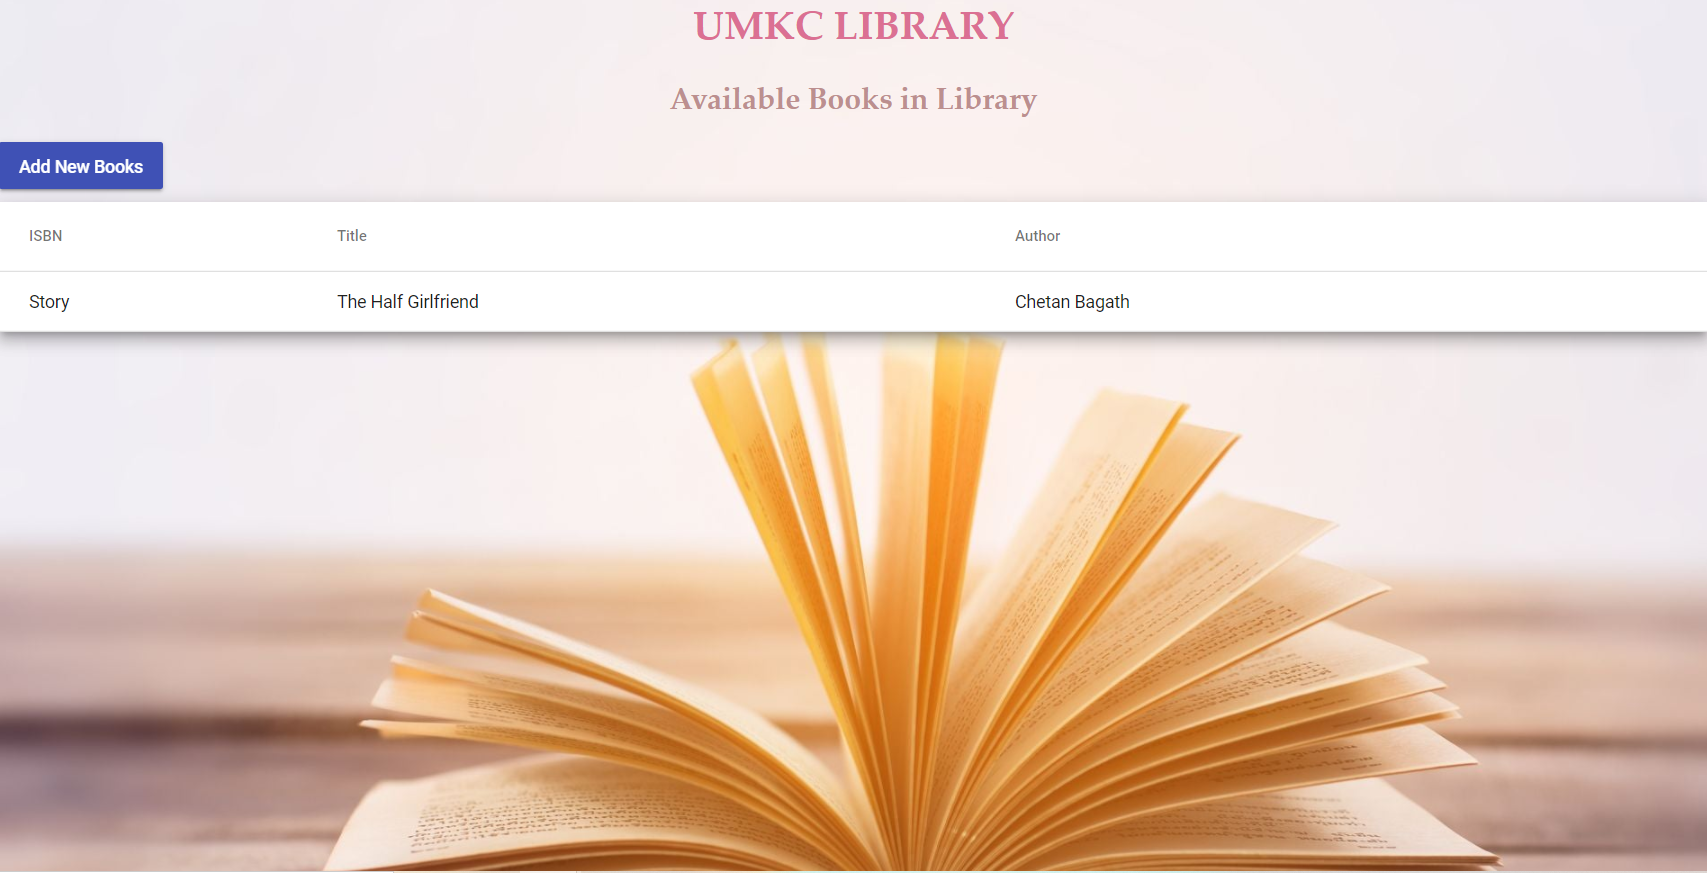 UMKC LIBRARY
Available Books in Library
Add New Books
ISBN Title Author
Story The Half Girlfriend Chetan Bagath